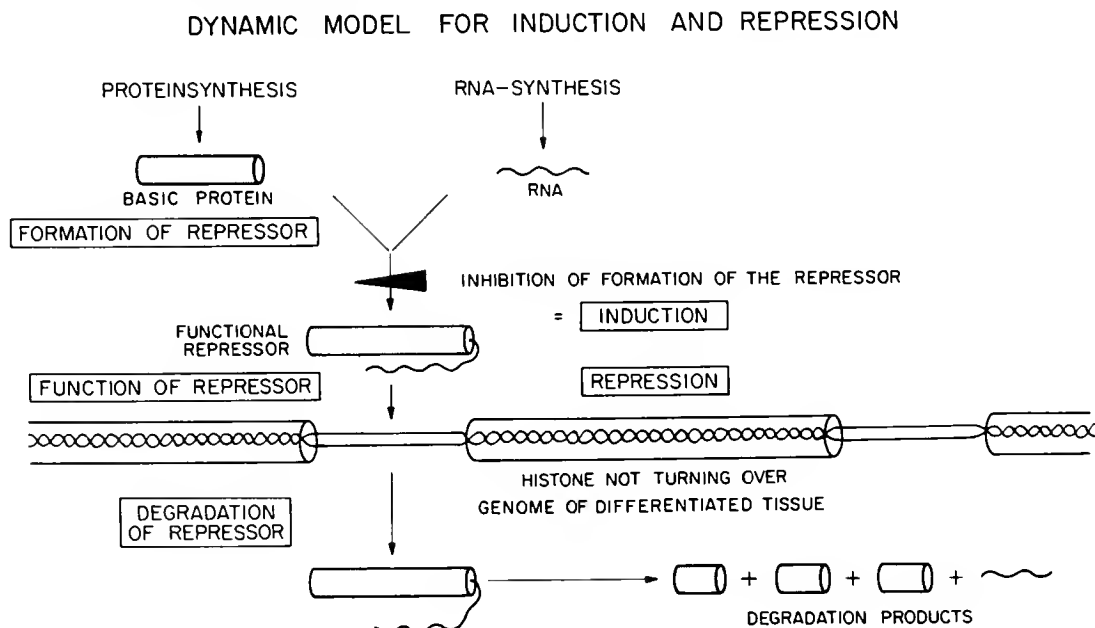 DYNAMIC MODEL FOR INDUCTION AND REPRESSION
PROTEINSYNTHESIS
RNA-SYNTHESIS
BASIC PROTEIN
RNA
FORMATION OF REPRESSOR
INHIBITION OF FORMATION OF THE REPRESSOR
= INDUCTION
FUNCTIONAL
REPRESSOR
FUNCTION OF REPRESSOR
REPRESSION
HISTONE NOT TURNING OVER
GENOME OF DIFFERENTIATED TISSUE
DEGRADATION
OF REPRESSOR
+ + +
DEGRADATION PRODUCTS